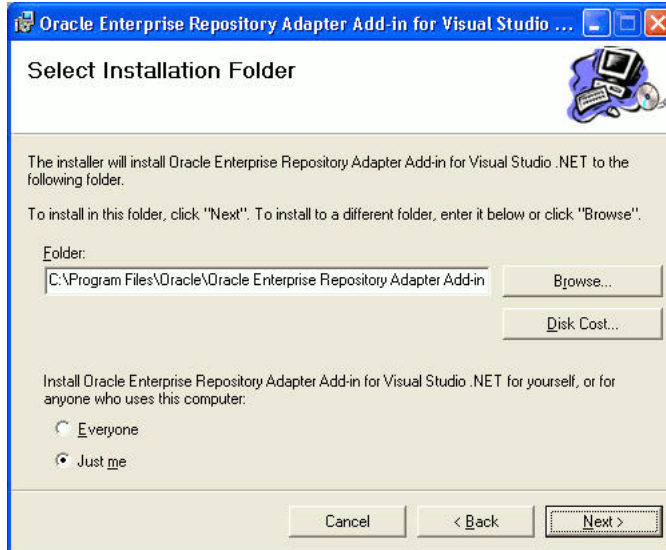 Oracle Enterprise Repository Adapter Add-in for Visual Studio ...
Select Installation Folder
The installer will install Oracle Enterprise Repository Adapter Add-in for Visual Studio .NET to the
following folder.
To install in this folder, click "Next". To install to a different folder, enter it below or click "Browse".
Folder:
C:\Program Files\Oracle\Oracle Enterprise Repository Adapter Add-in
Browse...
Disk Cost...
Install Oracle Enterprise Repository Adapter Add-in for Visual Studio .NET for yourself, or for
anyone who uses this computer:
Everyone
Just me
Cancel
< Back
Next >